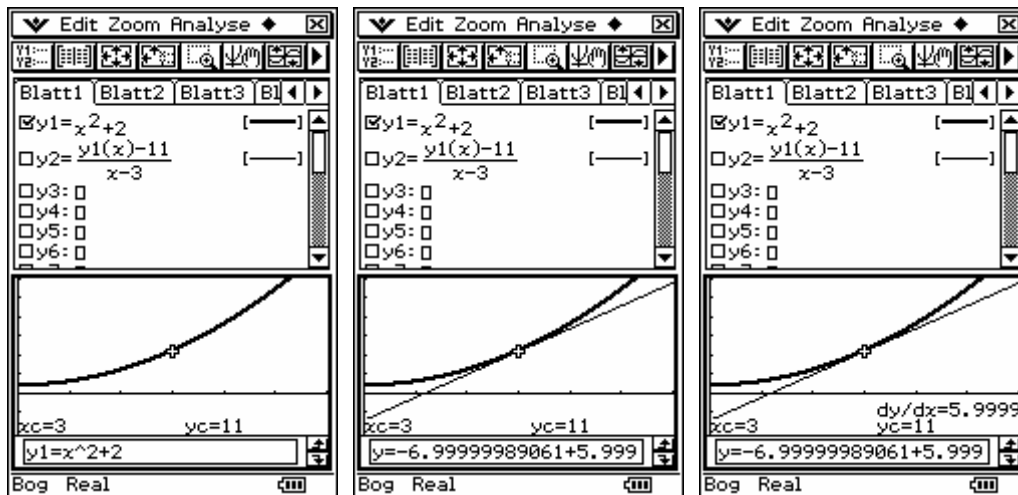 Edit Zoom Analyse
Blatt1 Blatt2 Blatt3 Bl
y1=x^2+2
y2=y1(x)-11
x-3
y3:
y4:
y5:
y6:
xc=3 yc=11
y1=x^2+2
Bog Real
Edit Zoom Analyse
Blatt1 Blatt2 Blatt3 Bl
y1=x^2+2
y2=y1(x)-11
x-3
y3:
y4:
y5:
y6:
xc=3 yc=11
y=-6.99999989061+5.999
Bog Real
Edit Zoom Analyse
Blatt1 Blatt2 Blatt3 Bl
y1=x^2+2
y2=y1(x)-11
x-3
y3:
y4:
y5:
y6:
dy/dx=5.9999
xc=3 yc=11
y=-6.99999989061+5.999
Bog Real